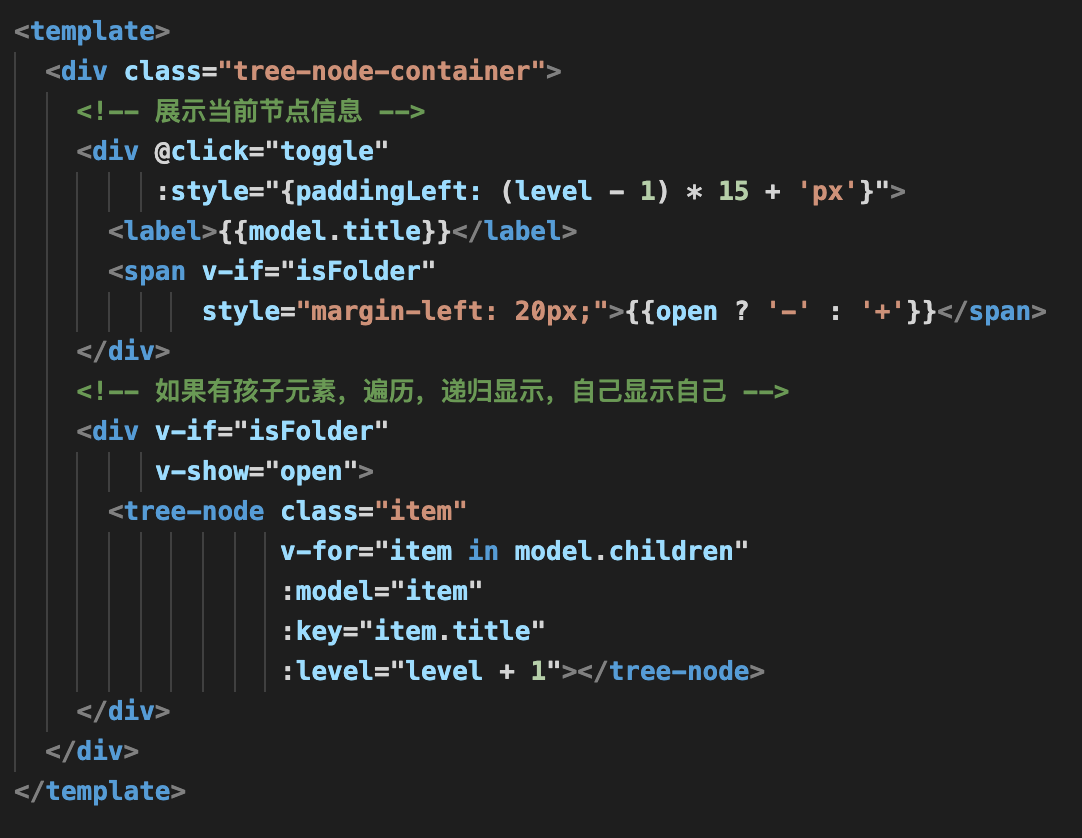 <template>
  <div class="tree-node-container">
    <!-- 展示当前节点信息 -->
    <div @click="toggle"
         :style="{paddingLeft: (level - 1) * 15 + 'px'}">
      <label>{{model.title}}</label>
      <span v-if="isFolder"
            style="margin-left: 20px;">{{open ? '-' : '+'}}</span>
    </div>
    <!-- 如果有孩子元素，遍历，递归显示，自己显示自己 -->
    <div v-if="isFolder"
         v-show="open">
      <tree-node class="item"
                 v-for="item in model.children"
                 :model="item"
                 :key="item.title"
                 :level="level + 1"></tree-node>
    </div>
  </div>
</template>